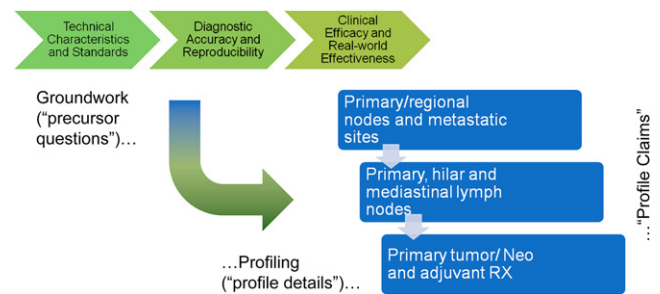 Technical
Characteristics
and Standards
Diagnostic
Accuracy and
Reproducibility
Clinical
Efficacy and
Real-world
Effectiveness
Groundwork
("precursor
questions")…
Primary/regional
nodes and metastatic
sites
Primary, hilar and
mediastinal lymph
nodes
Primary tumor/ Neo
and adjuvant RX
…Profiling
("profile details")…
…"Profile Claims"